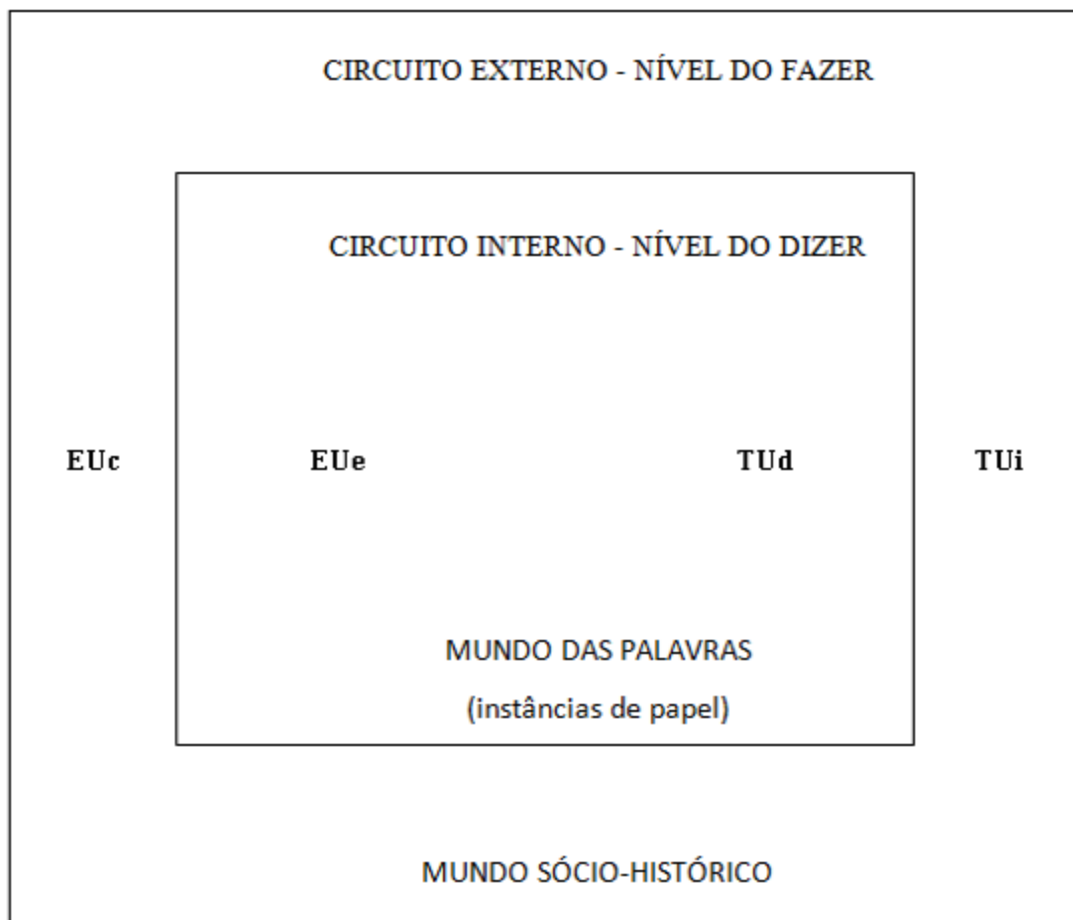 CIRCUITO EXTERNO - NÍVEL DO FAZER
CIRCUITO INTERNO - NÍVEL DO DIZER
EUc EUe TUd TUi
MUNDO DAS PALAVRAS
(instâncias de papel)
MUNDO SÓCIO-HISTÓRICO